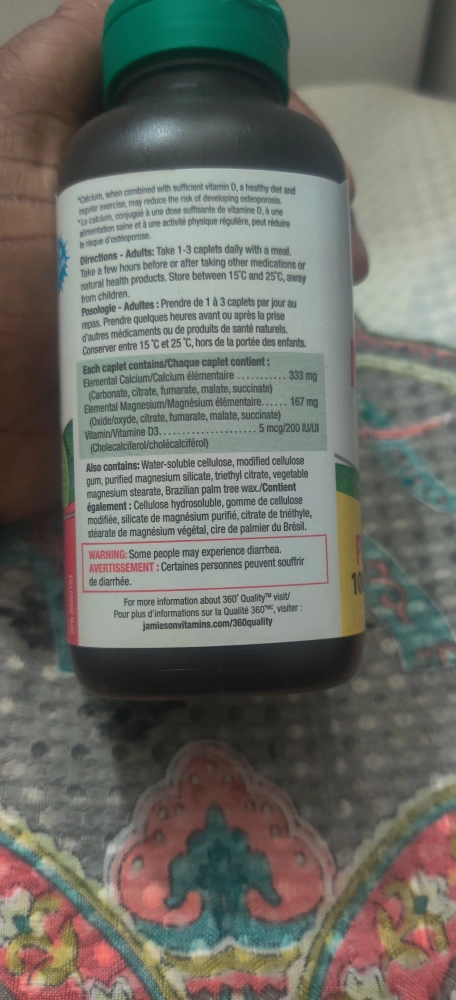 *Calcium, when combined with sufficient vitamin D, a healthy diet and
regular exercise, may reduce the risk of developing osteoporosis.
*Le calcium, conjugué à une dose suffisante de vitamine D, à une
alimentation saine et à une activité physique régulière, peut réduire
le risque d'ostéoporose.
Directions - Adults: Take 1-3 caplets daily with a meal.
Take a few hours before or after taking other medications or
natural health products. Store between 15°C and 25°C, away
from children.
Posologie - Adultes : Prendre de 1 à 3 caplets par jour au
repas. Prendre quelques heures avant ou après la prise
d'autres médicaments ou de produits de santé naturels.
Conserver entre 15 °C et 25 °C, hors de la portée des enfants.
Each caplet contains/Chaque caplet contient :
Elemental Calcium/Calcium élémentaire ............ 333 mg
(Carbonate, citrate, fumarate, malate, succinate)
Elemental Magnesium/Magnésium élémentaire...... 167 mg
(Oxide/oxyde, citrate, fumarate, malate, succinate)
Vitamin/Vitamine D3........................ 5 mcg/200 IU/UI
(Cholecalciferol/cholécalciférol)
Also contains: Water-soluble cellulose, modified cellulose
gum, purified magnesium silicate, triethyl citrate, vegetable
magnesium stearate, Brazilian palm tree wax./Contient
également : Cellulose hydrosoluble, gomme de cellulose
modifiée, silicate de magnésium purifié, citrate de triéthyle,
stéarate de magnésium végétal, cire de palmier du Brésil.
WARNING: Some people may experience diarrhea.
AVERTISSEMENT : Certaines personnes peuvent souffrir
de diarrhée.
For more information about 360° Quality™ visit/
Pour plus d'informations sur la Qualité 360°ᴹᶜ, visiter :
jamiesonvitamins.com/360quality